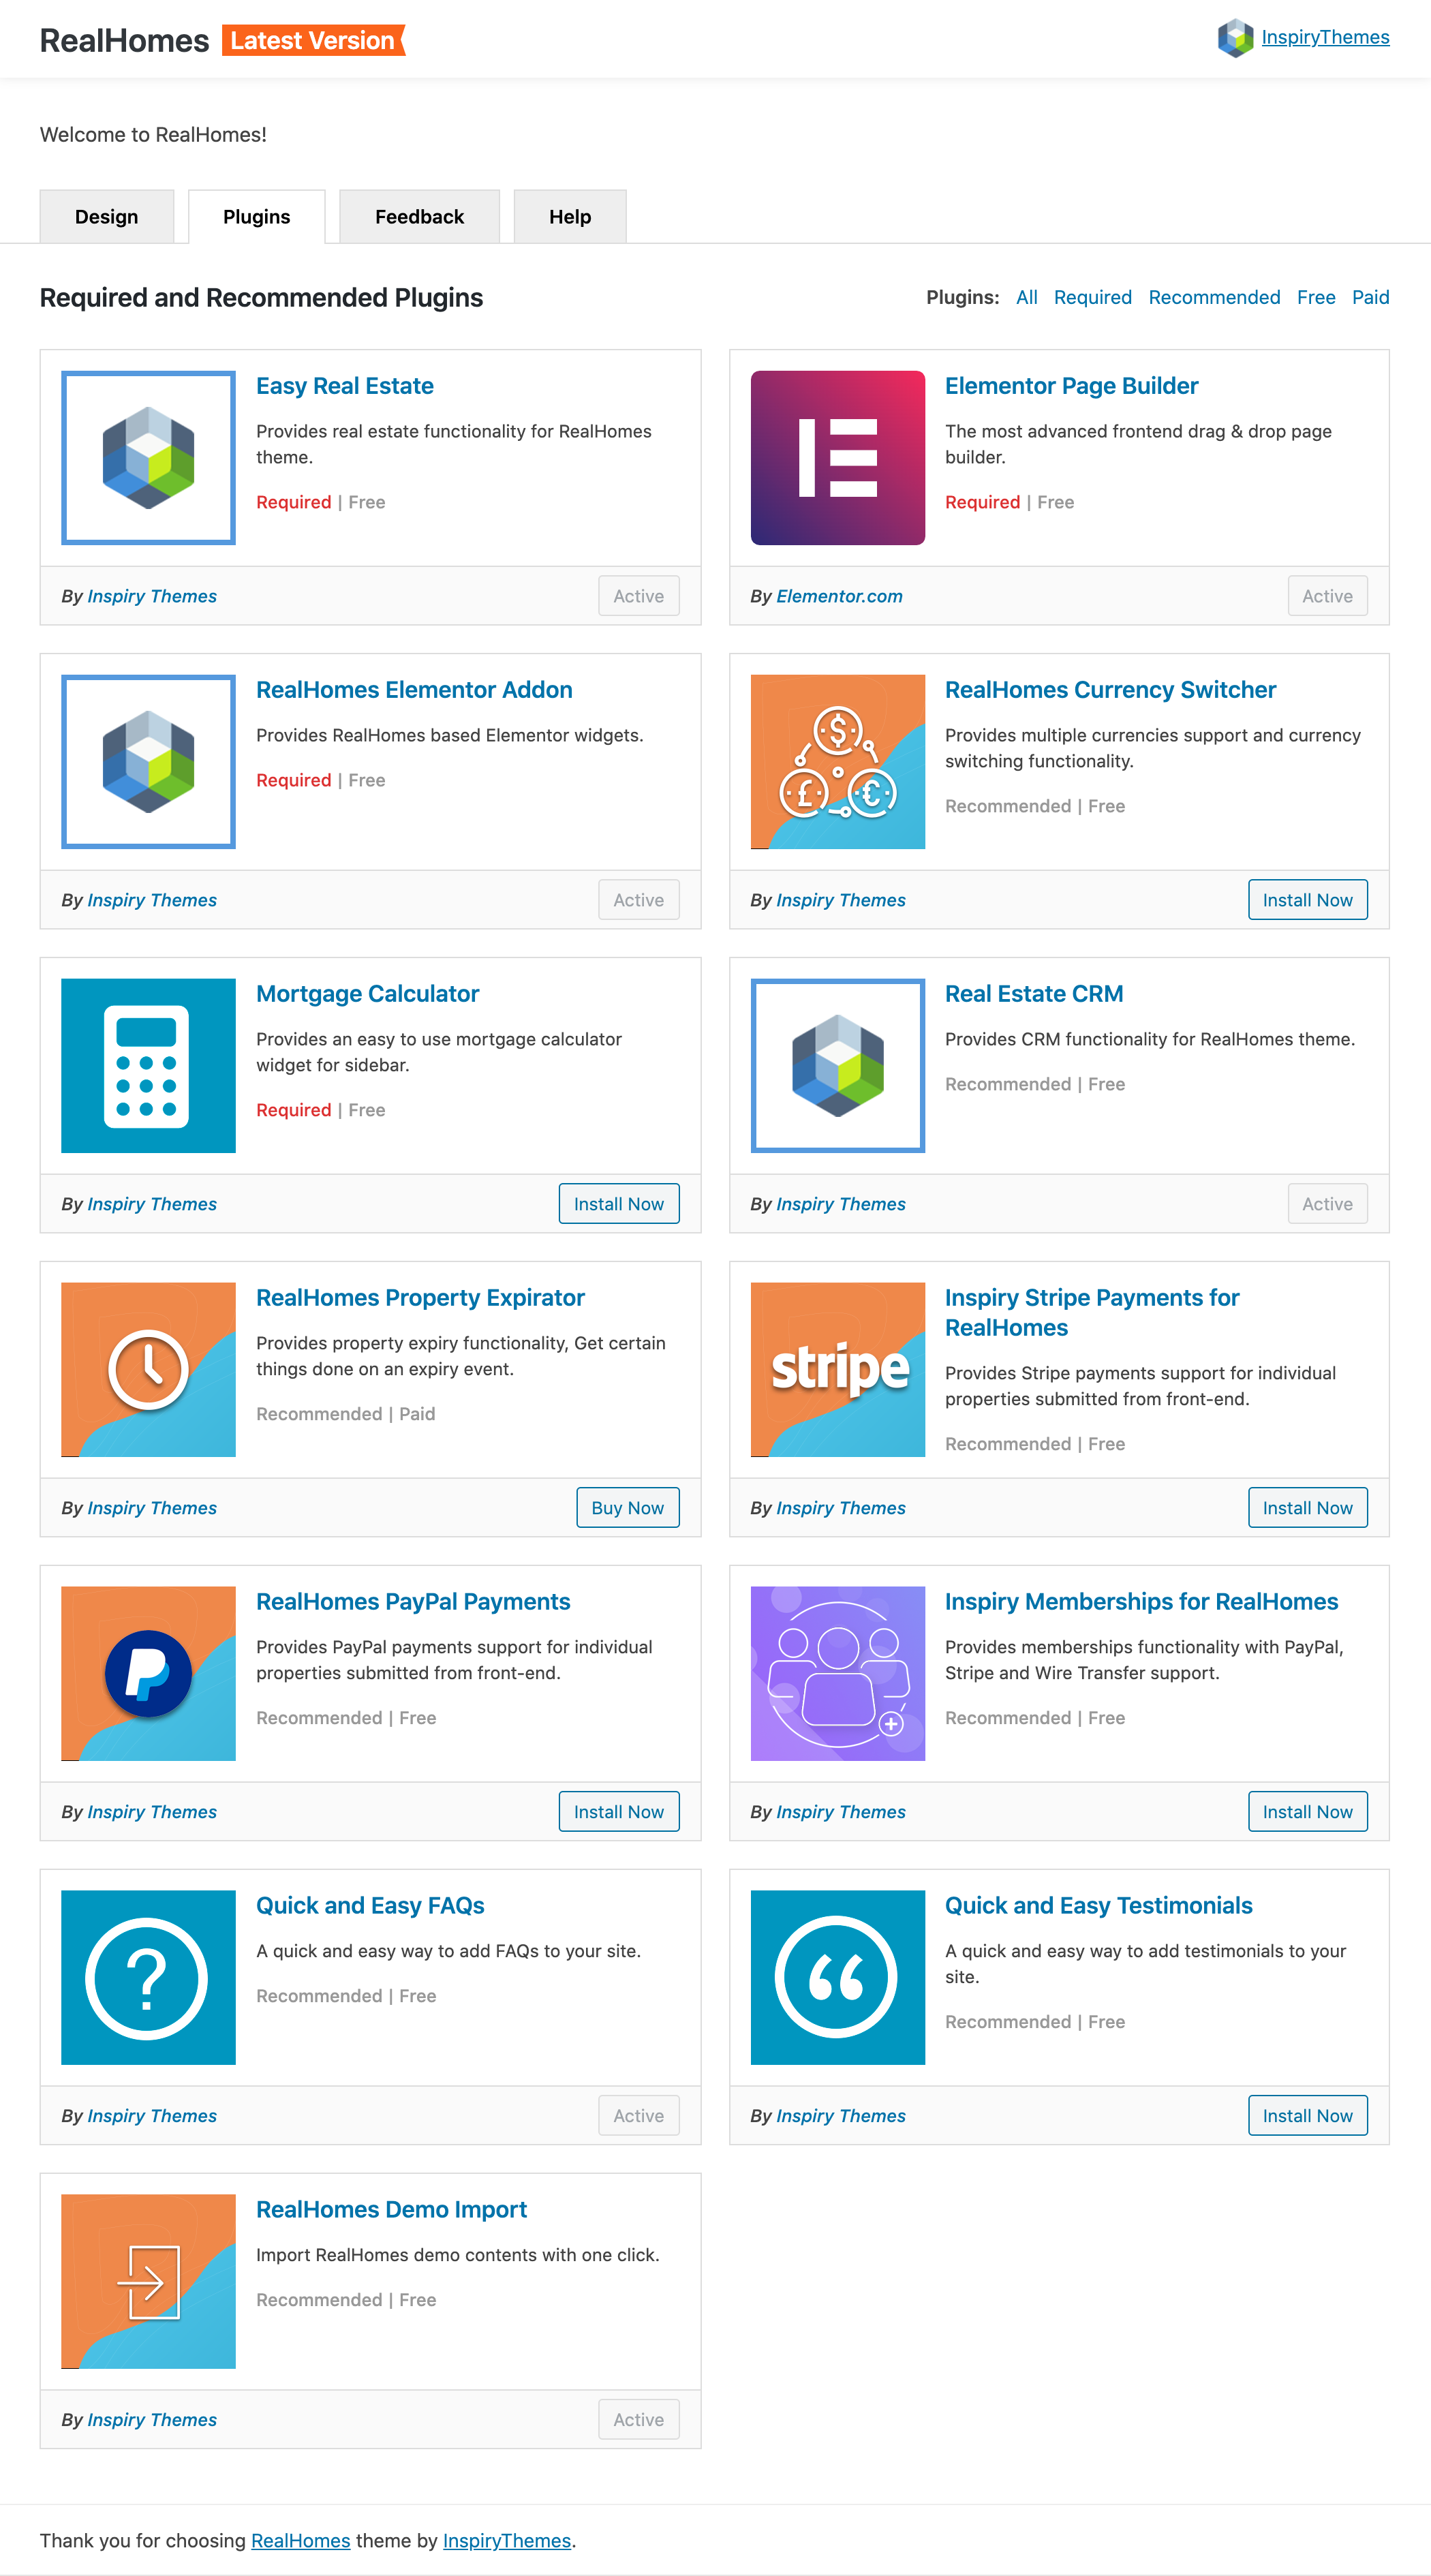 RealHomes Latest Version
InspiryThemes
Welcome to RealHomes!
Design Plugins Feedback Help
Required and Recommended Plugins
Plugins: All Required Recommended Free Paid
Easy Real Estate
Provides real estate functionality for RealHomes
theme.
Required | Free
By Inspiry Themes
Active
Elementor Page Builder
The most advanced frontend drag & drop page
builder.
Required | Free
By Elementor.com
Active
RealHomes Elementor Addon
Provides RealHomes based Elementor widgets.
Required | Free
By Inspiry Themes
Active
$
£
€
RealHomes Currency Switcher
Provides multiple currencies support and currency
switching functionality.
Recommended | Free
By Inspiry Themes
Install Now
Mortgage Calculator
Provides an easy to use mortgage calculator
widget for sidebar.
Required | Free
By Inspiry Themes
Install Now
Real Estate CRM
Provides CRM functionality for RealHomes theme.
Recommended | Free
By Inspiry Themes
Active
RealHomes Property Expirator
Provides property expiry functionality, Get certain
things done on an expiry event.
Recommended | Paid
By Inspiry Themes
Buy Now
stripe
Inspiry Stripe Payments for
RealHomes
Provides Stripe payments support for individual
properties submitted from front-end.
Recommended | Free
By Inspiry Themes
Install Now
RealHomes PayPal Payments
Provides PayPal payments support for individual
properties submitted from front-end.
Recommended | Free
By Inspiry Themes
Install Now
Inspiry Memberships for RealHomes
Provides memberships functionality with PayPal,
Stripe and Wire Transfer support.
Recommended | Free
By Inspiry Themes
Install Now
?
Quick and Easy FAQs
A quick and easy way to add FAQs to your site.
Recommended | Free
By Inspiry Themes
Active
“
Quick and Easy Testimonials
A quick and easy way to add testimonials to your
site.
Recommended | Free
By Inspiry Themes
Install Now
RealHomes Demo Import
Import RealHomes demo contents with one click.
Recommended | Free
By Inspiry Themes
Active
Thank you for choosing RealHomes theme by InspiryThemes.